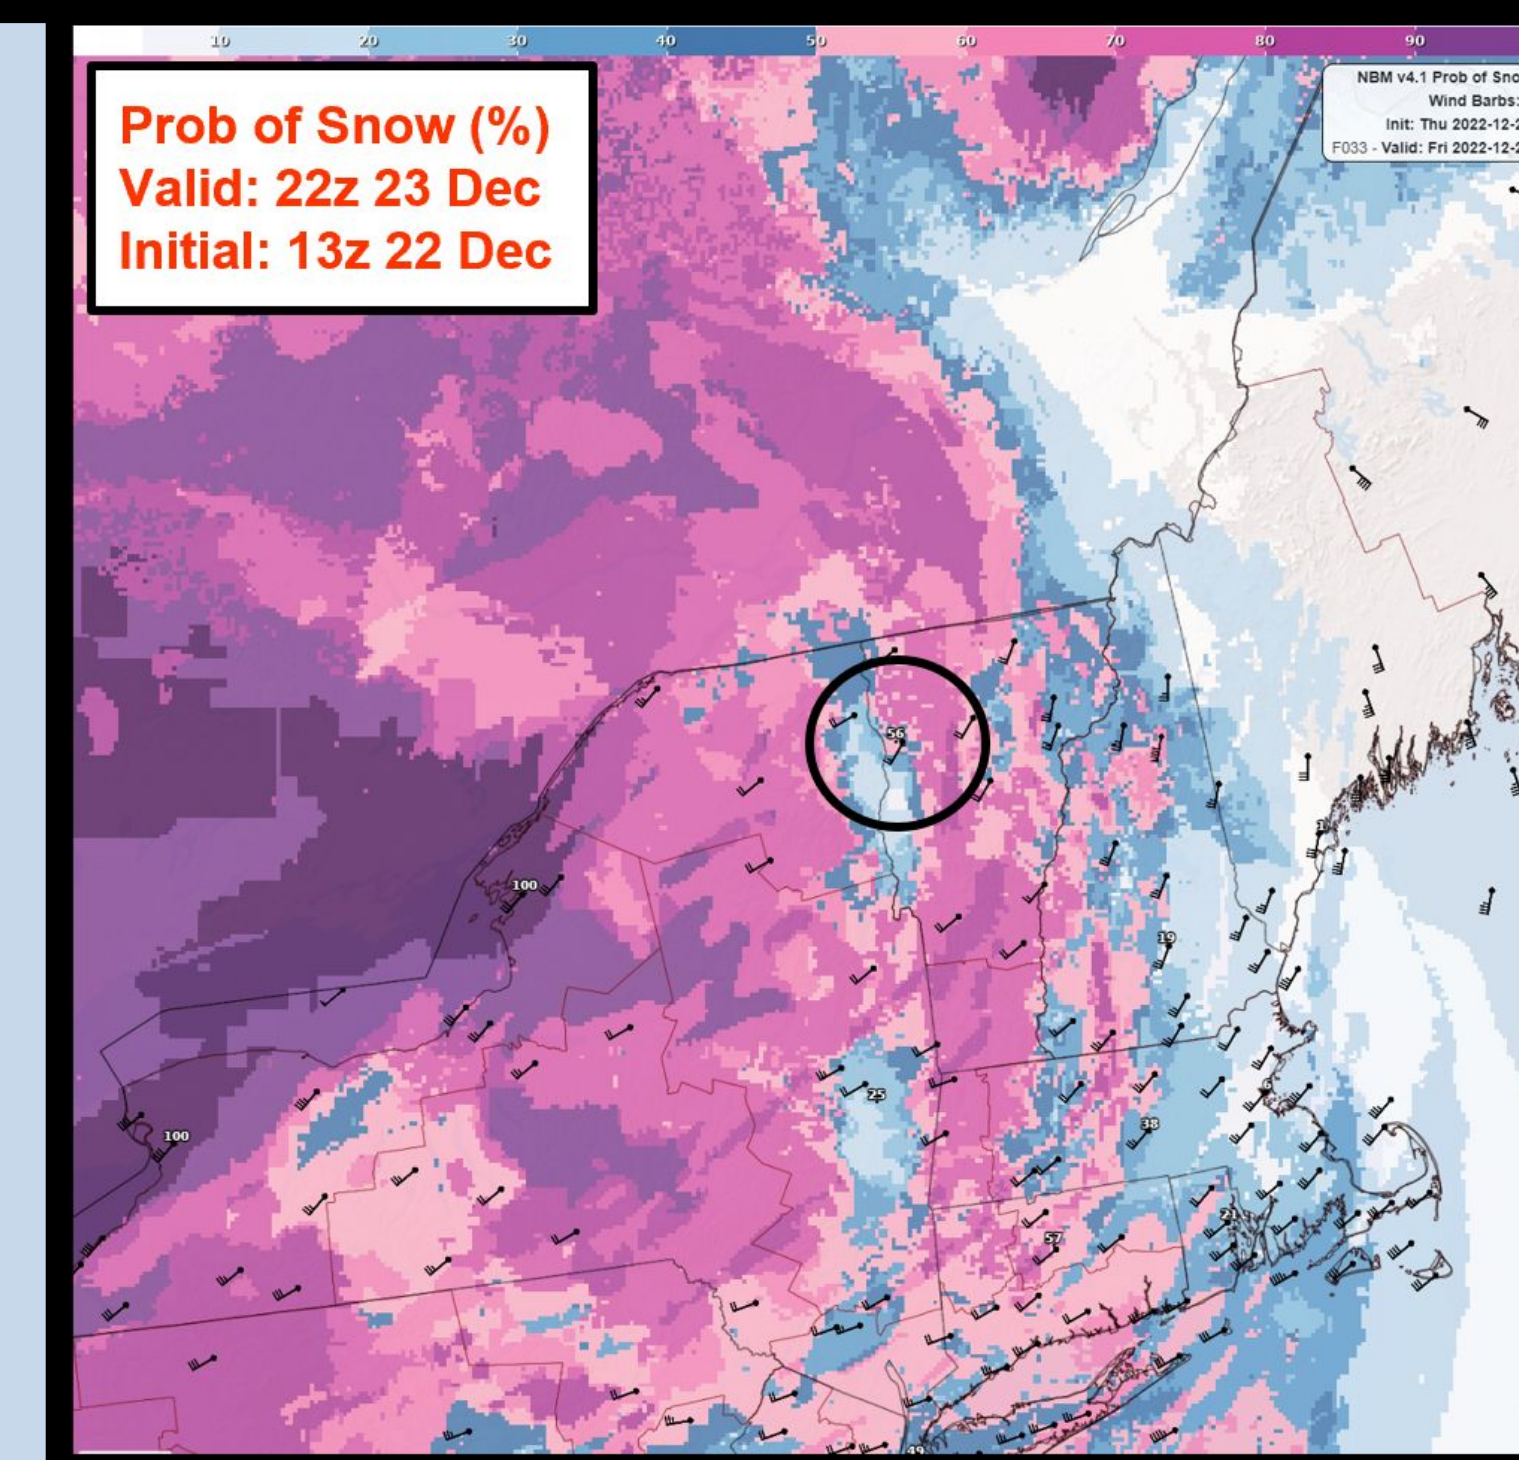 10 20 30 40 50 60 70 80 90
Prob of Snow (%)
Valid: 22z 23 Dec
Initial: 13z 22 Dec
NBM v4.1 Prob of Sno
Wind Barbs:
Init: Thu 2022-12-2
F033 - Valid: Fri 2022-12-2
56
1
100
19
6
25
38
100
21
57
49